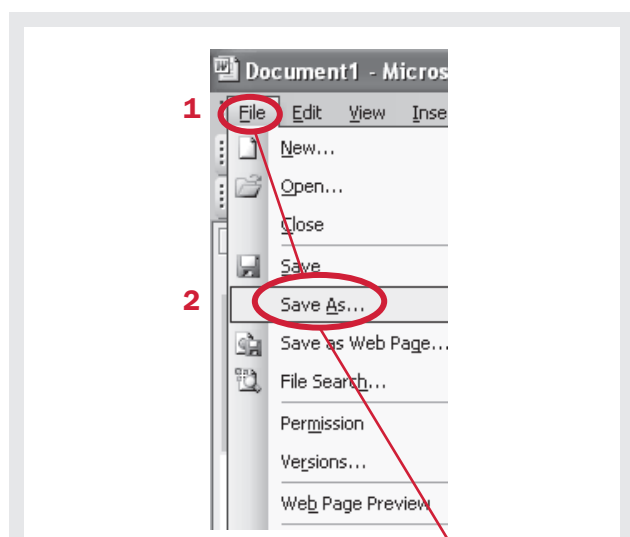 Document1 - Micros
1 File Edit View Inse
New...
Open...
Close
Save
2 Save As...
Save as Web Page...
File Search...
Permission
Versions...
Web Page Preview